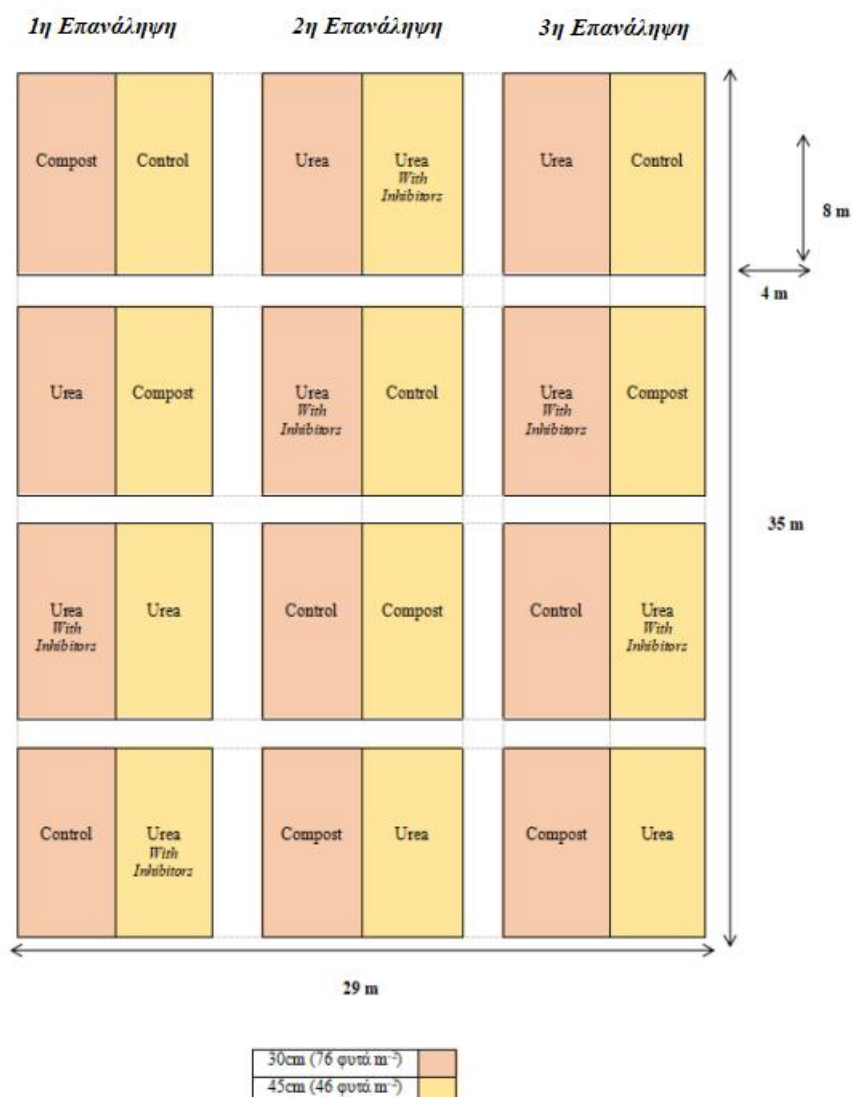 1η Επανάληψη 2η Επανάληψη 3η Επανάληψη
Compost Control Urea Urea Urea Control
With
Inhibitors
8 m
4 m
Urea Compost Urea Control Urea Compost
With With
Inhibitors Inhibitors
35 m
Urea Urea Control Compost Control Urea
With With
Inhibitors Inhibitors
Control Urea Compost Urea Compost Urea
With
Inhibitors
29 m
30cm (76 φυτά m⁻²)
45cm (46 φυτά m⁻²)